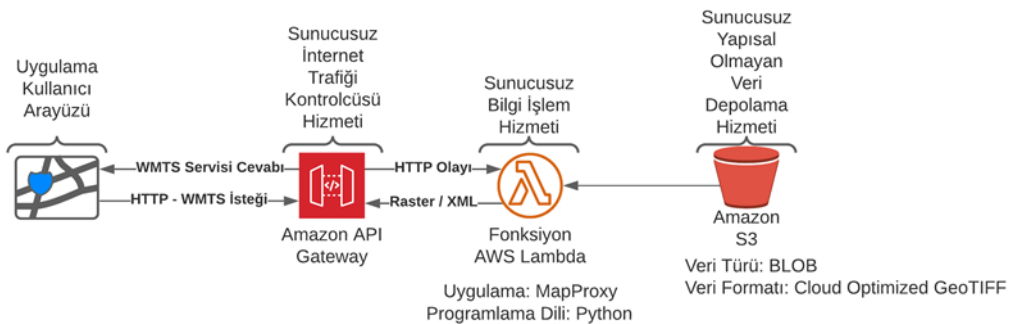 Uygulama
Kullanıcı
Arayüzü
Sunucusuz
İnternet
Trafiği
Kontrolcüsü
Hizmeti
Sunucusuz
Bilgi İşlem
Hizmeti
Sunucusuz
Yapısal
Olmayan
Veri
Depolama
Hizmeti
WMTS Servisi Cevabı
HTTP - WMTS İsteği
</>
HTTP Olayı
Raster / XML
Amazon API
Gateway
Fonksiyon
AWS Lambda
Uygulama: MapProxy
Programlama Dili: Python
Amazon
S3
Veri Türü: BLOB
Veri Formatı: Cloud Optimized GeoTIFF